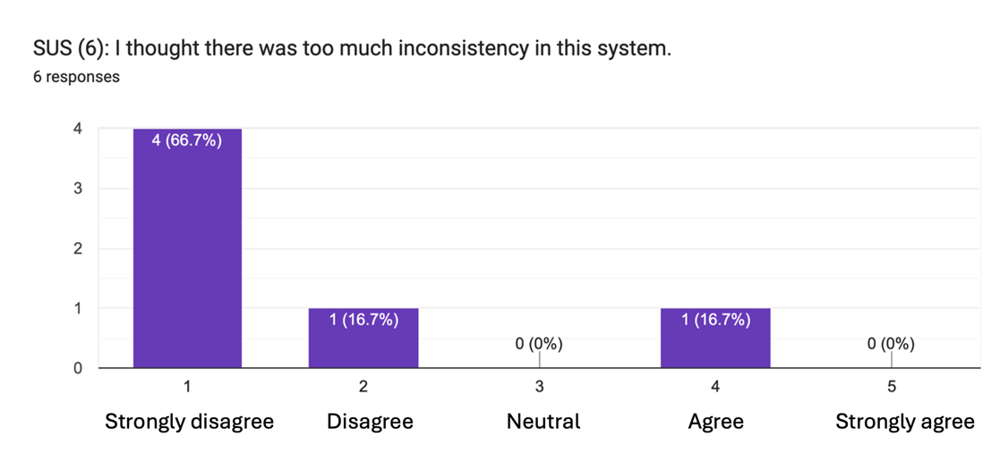 SUS (6): I thought there was too much inconsistency in this system.
6 responses
4
3
2
1
0
4 (66.7%)
1 (16.7%)
0 (0%)
1 (16.7%)
0 (0%)
1 2 3 4 5
Strongly disagree Disagree Neutral Agree Strongly agree